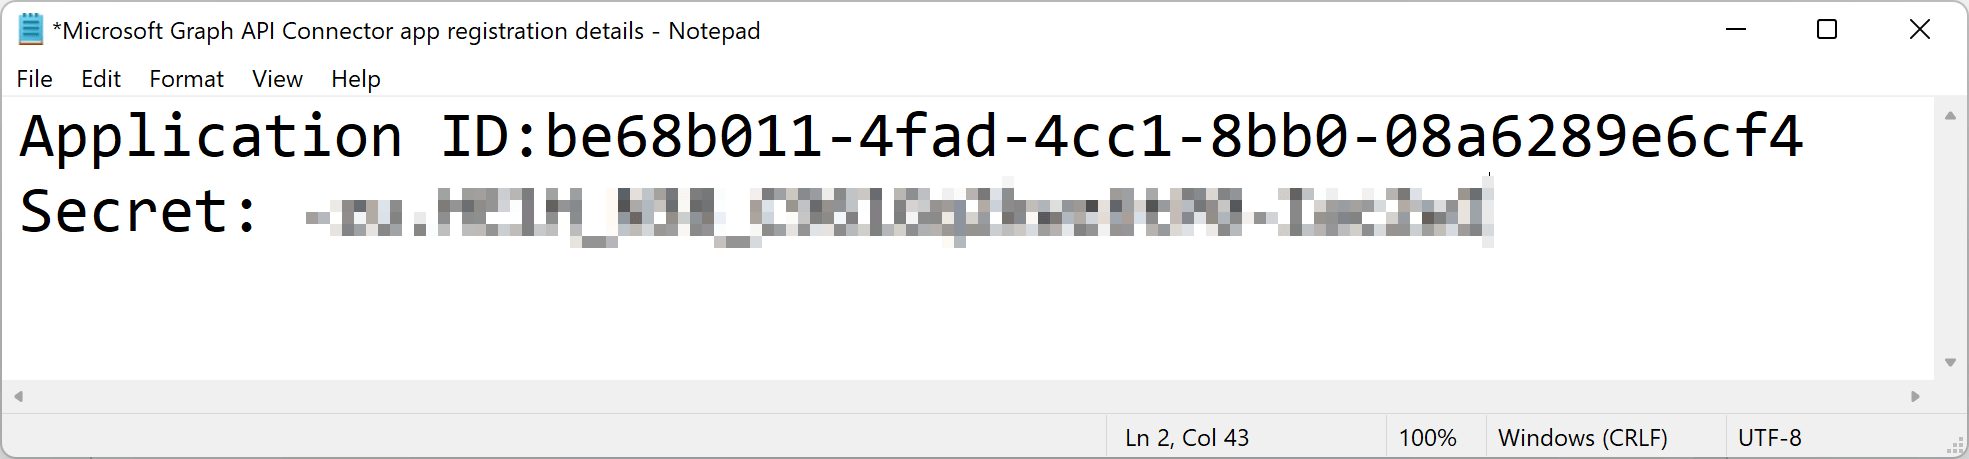 *Microsoft Graph API Connector app registration details - Notepad
File Edit Format View Help
Application ID:be68b011-4fad-4cc1-8bb0-08a6289e6cf4
Secret:
Ln 2, Col 43 100% Windows (CRLF) UTF-8